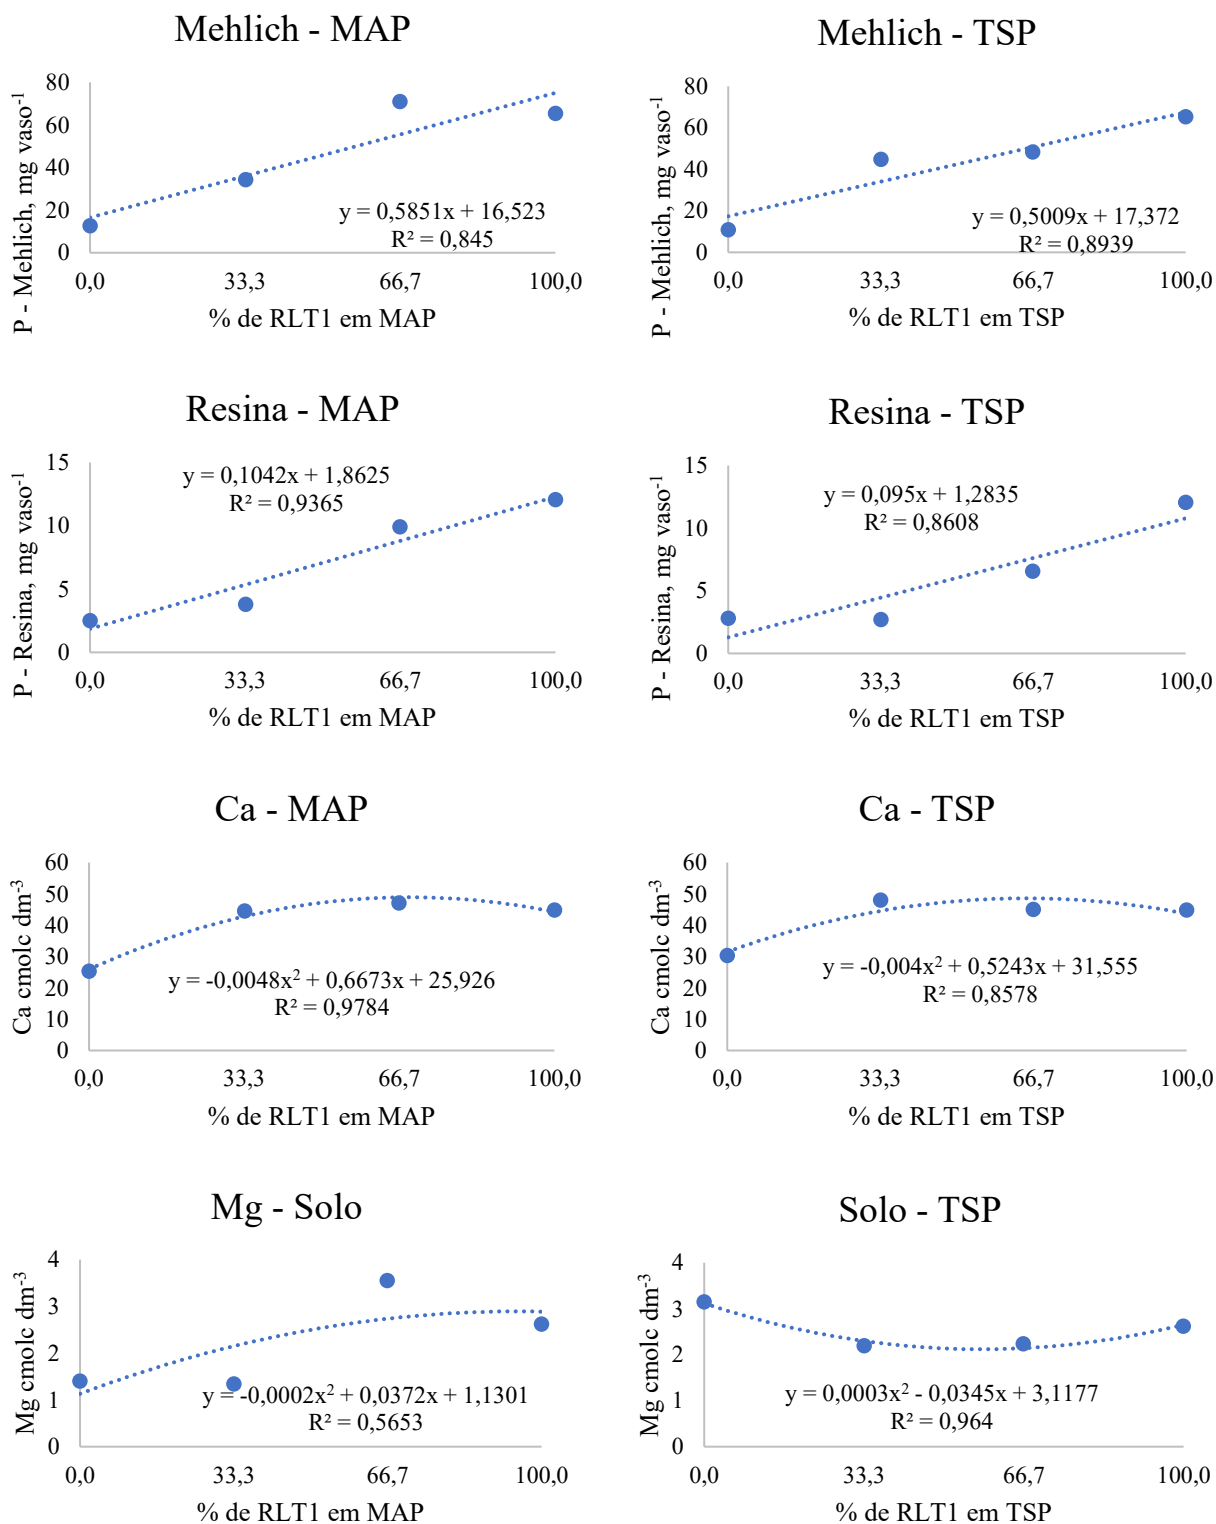 Mehlich - MAP
P - Mehlich, mg vaso⁻¹
80
60
40
20
0
y = 0,5851x + 16,523
R² = 0,845
0,0 33,3 66,7 100,0
% de RLT1 em MAP
Mehlich - TSP
P - Mehlich, mg vaso⁻¹
80
60
40
20
0
y = 0,5009x + 17,372
R² = 0,8939
0,0 33,3 66,7 100,0
% de RLT1 em TSP
Resina - MAP
P - Resina, mg vaso⁻¹
15
10
5
0
y = 0,1042x + 1,8625
R² = 0,9365
0,0 33,3 66,7 100,0
% de RLT1 em MAP
Resina - TSP
P - Resina, mg vaso⁻¹
15
10
5
0
y = 0,095x + 1,2835
R² = 0,8608
0,0 33,3 66,7 100,0
% de RLT1 em TSP
Ca - MAP
Ca cmolc dm⁻³
60
50
40
30
20
10
0
y = -0,0048x² + 0,6673x + 25,926
R² = 0,9784
0,0 33,3 66,7 100,0
% de RLT1 em MAP
Ca - TSP
Ca cmolc dm⁻³
60
50
40
30
20
10
0
y = -0,004x² + 0,5243x + 31,555
R² = 0,8578
0,0 33,3 66,7 100,0
% de RLT1 em TSP
Mg - Solo
Mg cmolc dm⁻³
4
3
2
1
0
y = -0,0002x² + 0,0372x + 1,1301
R² = 0,5653
0,0 33,3 66,7 100,0
% de RLT1 em MAP
Solo - TSP
Mg cmolc dm⁻³
4
3
2
1
0
y = 0,0003x² - 0,0345x + 3,1177
R² = 0,964
0,0 33,3 66,7 100,0
% de RLT1 em TSP